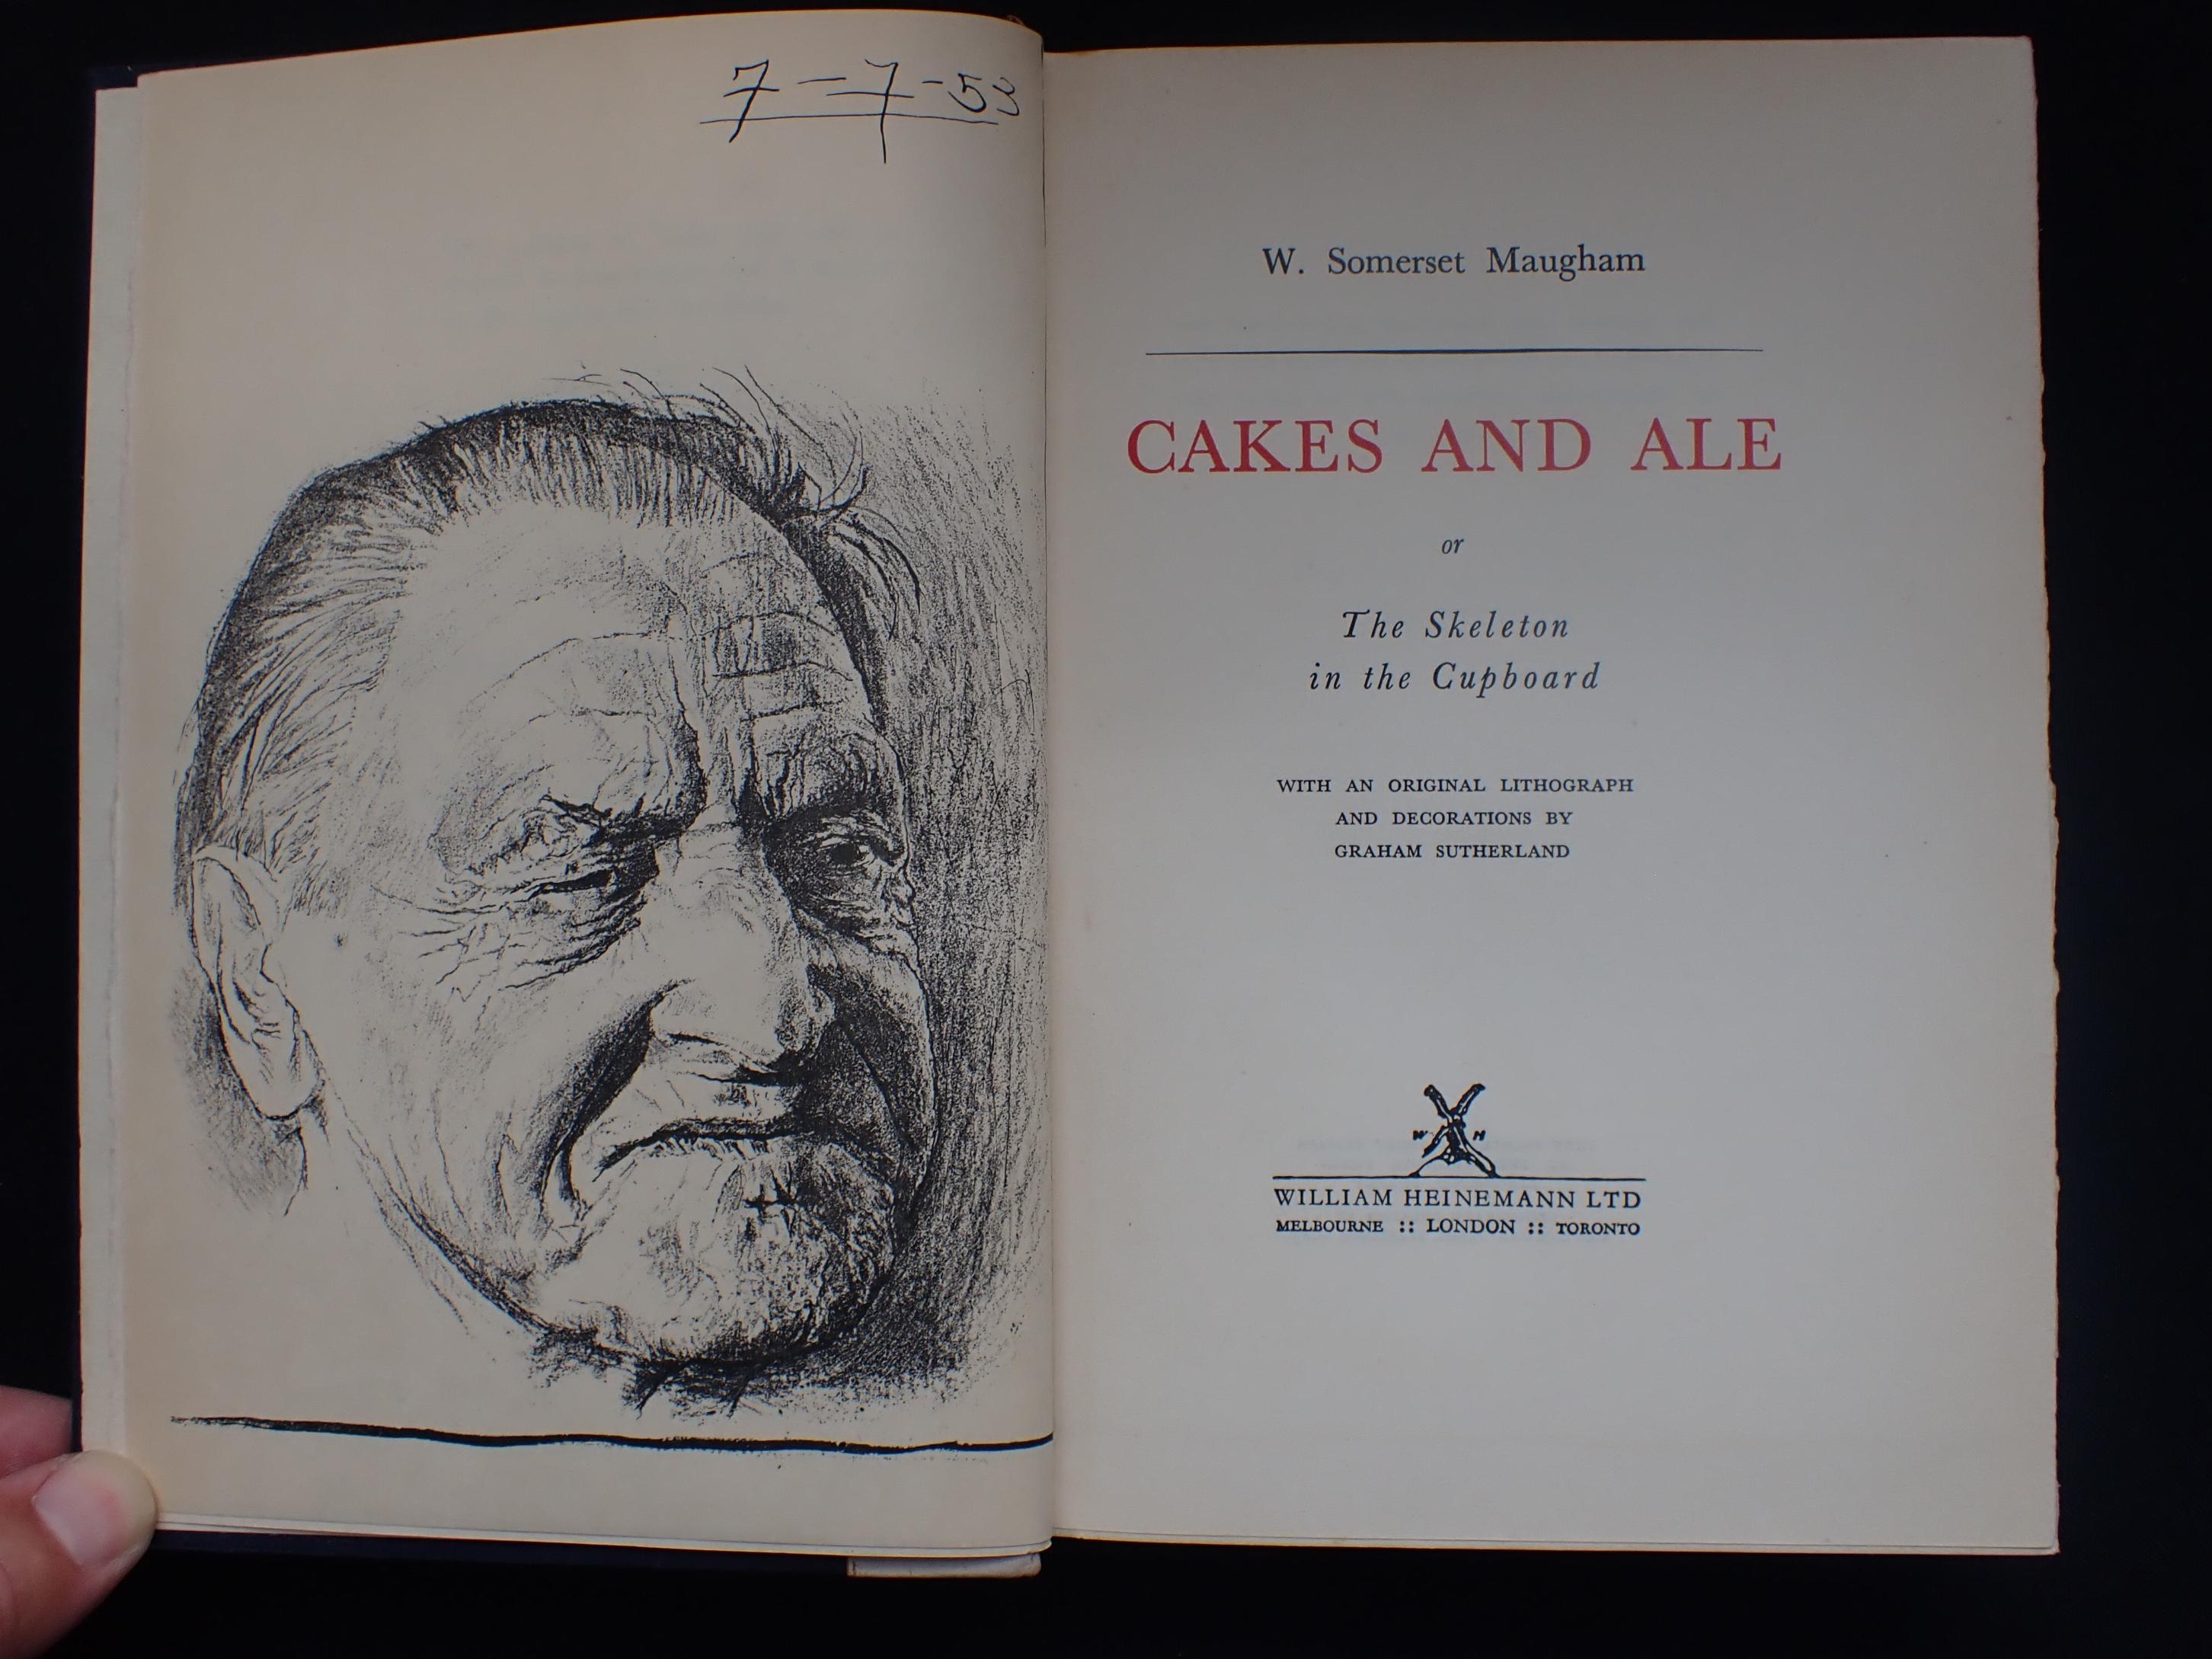 7-7-53
W. Somerset Maugham
CAKES AND ALE
or
The Skeleton
in the Cupboard
WITH AN ORIGINAL LITHOGRAPH
AND DECORATIONS BY
GRAHAM SUTHERLAND
W H
WILLIAM HEINEMANN LTD
MELBOURNE :: LONDON :: TORONTO